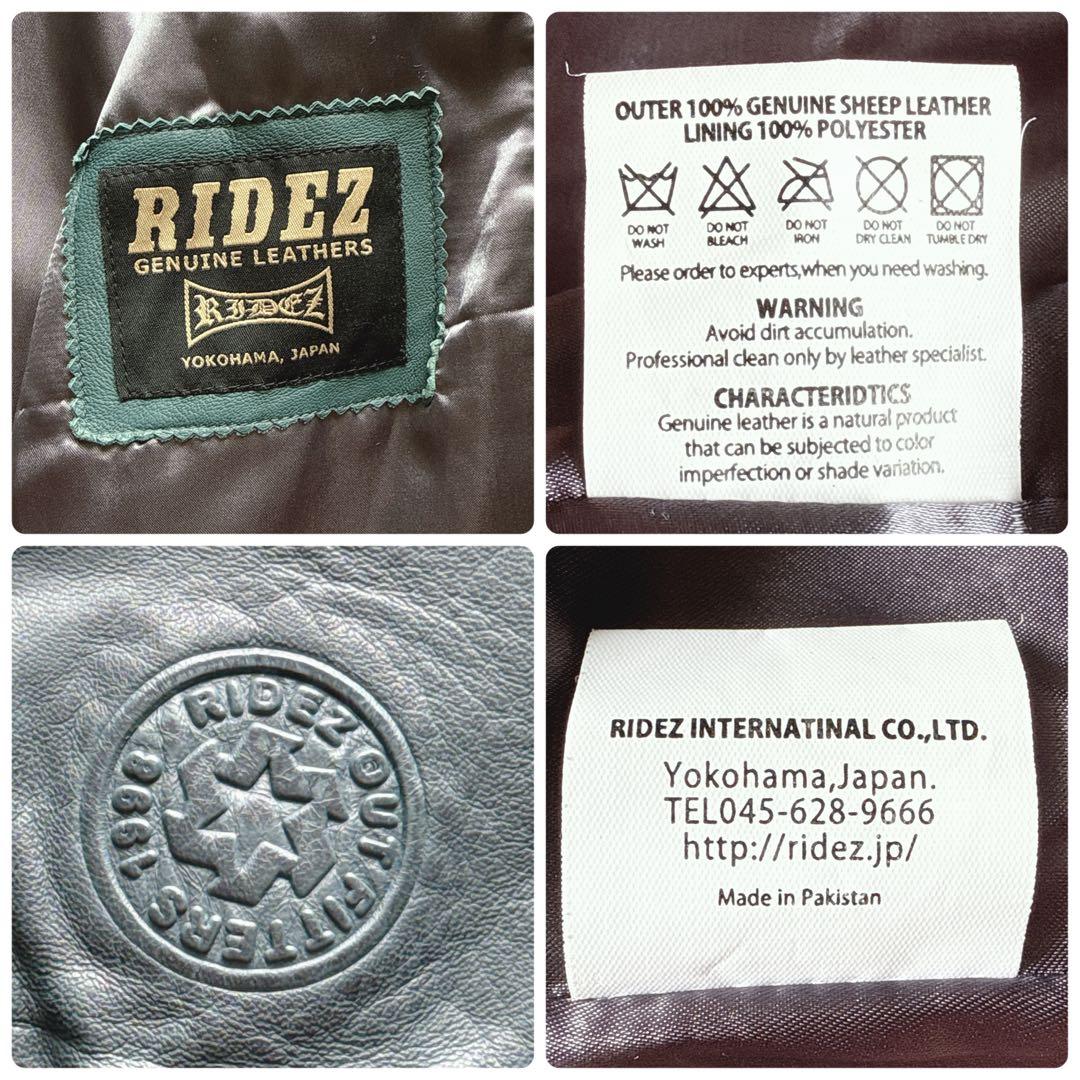 RIDEZ
GENUINE LEATHERS
RIDEZ
YOKOHAMA, JAPAN
OUTER 100% GENUINE SHEEP LEATHER
LINING 100% POLYESTER
DO NOT WASH
DO NOT BLEACH
DO NOT IRON
DO NOT DRY CLEAN
DO NOT TUMBLE DRY
Please order to experts,when you need washing.
WARNING
Avoid dirt accumulation.
Professional clean only by leather specialist.
CHARACTERIDTICS
Genuine leather is a natural product
that can be subjected to color
imperfection or shade variation.
RIDEZ OUTFITTERS 1998
RIDEZ INTERNATINAL CO.,LTD.
Yokohama,Japan.
TEL045-628-9666
http://ridez.jp/
Made in Pakistan